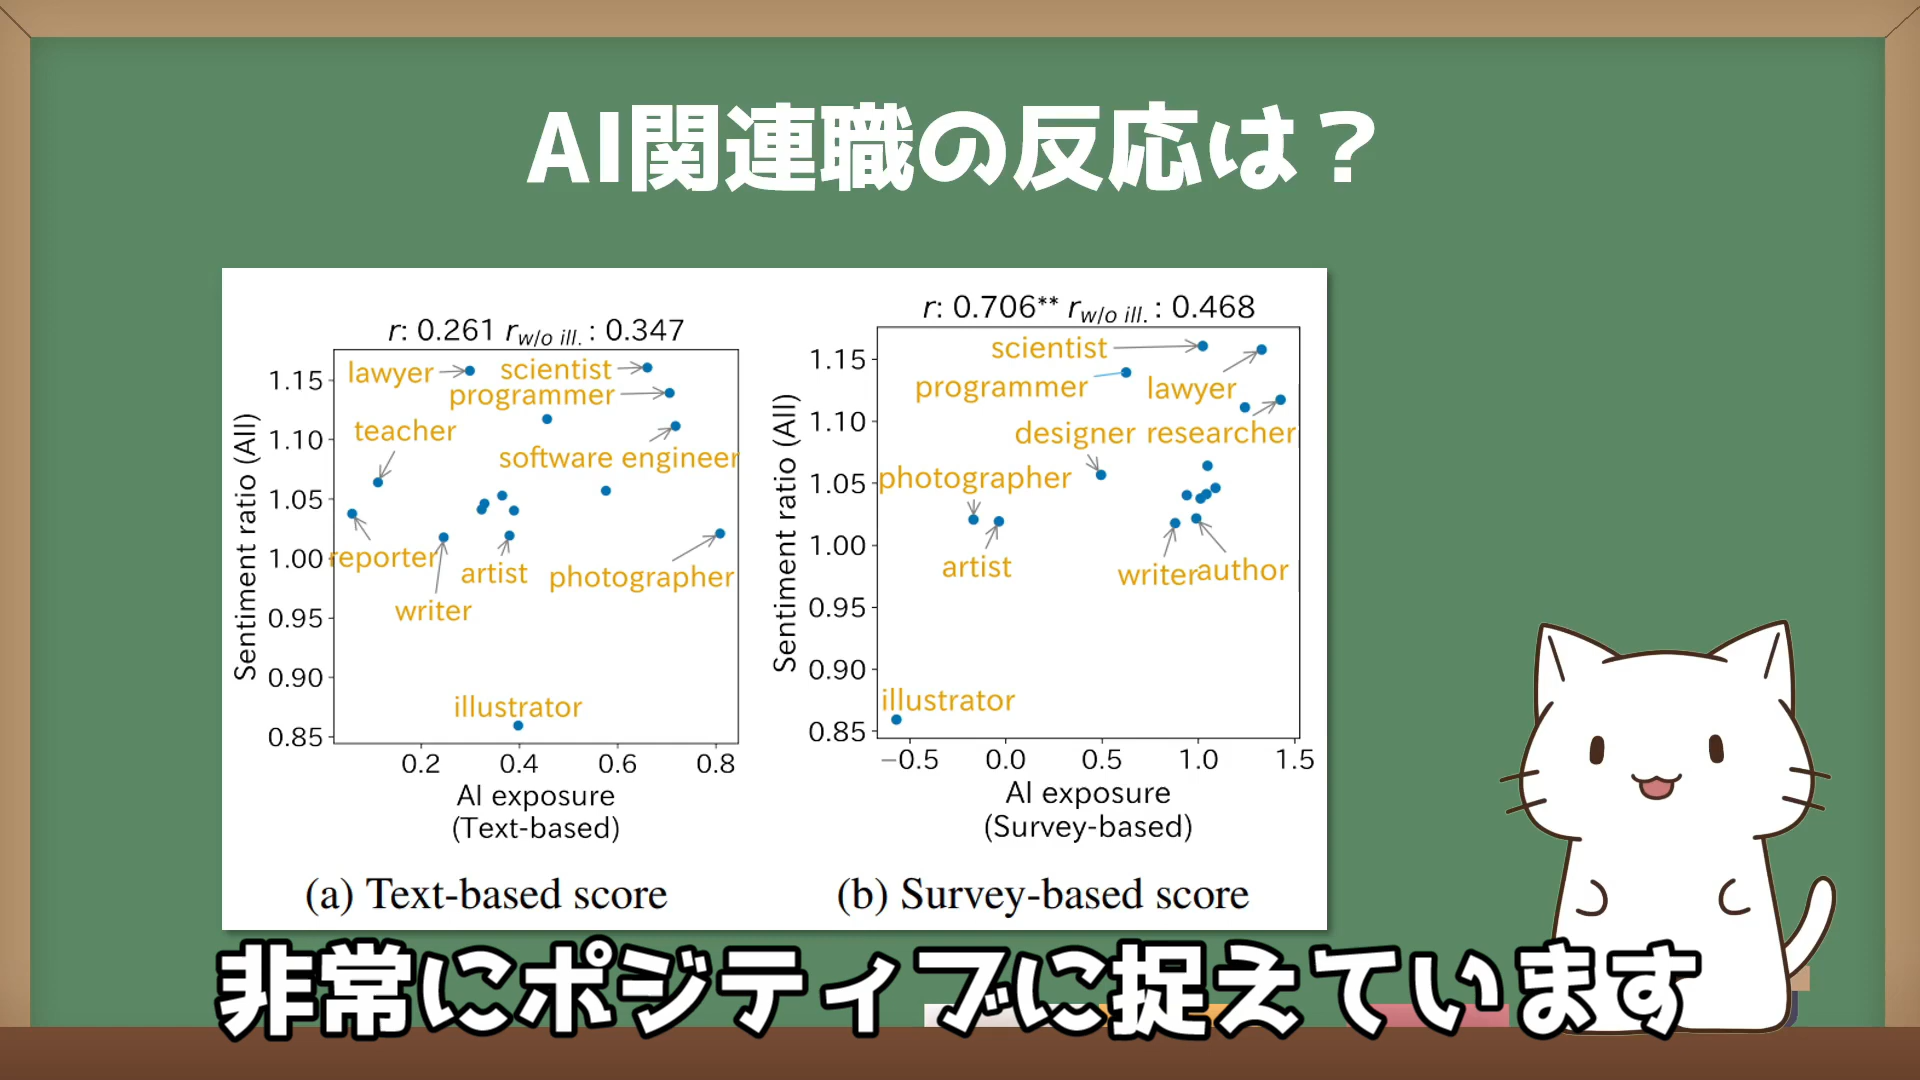 AI関連職の反応は？
r: 0.261 r w/o ill. : 0.347
lawyer
scientist
programmer
teacher
software engineer
reporter
artist
photographer
writer
illustrator
Sentiment ratio (All)
1.15
1.10
1.05
1.00
0.95
0.90
0.85
0.2 0.4 0.6 0.8
AI exposure
(Text-based)
(a) Text-based score
r: 0.706** r w/o ill. : 0.468
scientist
programmer
lawyer
designer
researcher
photographer
artist
writer
author
illustrator
Sentiment ratio (All)
1.15
1.10
1.05
1.00
0.95
0.90
0.85
−0.5 0.0 0.5 1.0 1.5
AI exposure
(Survey-based)
(b) Survey-based score
非常にポジティブに捉えています